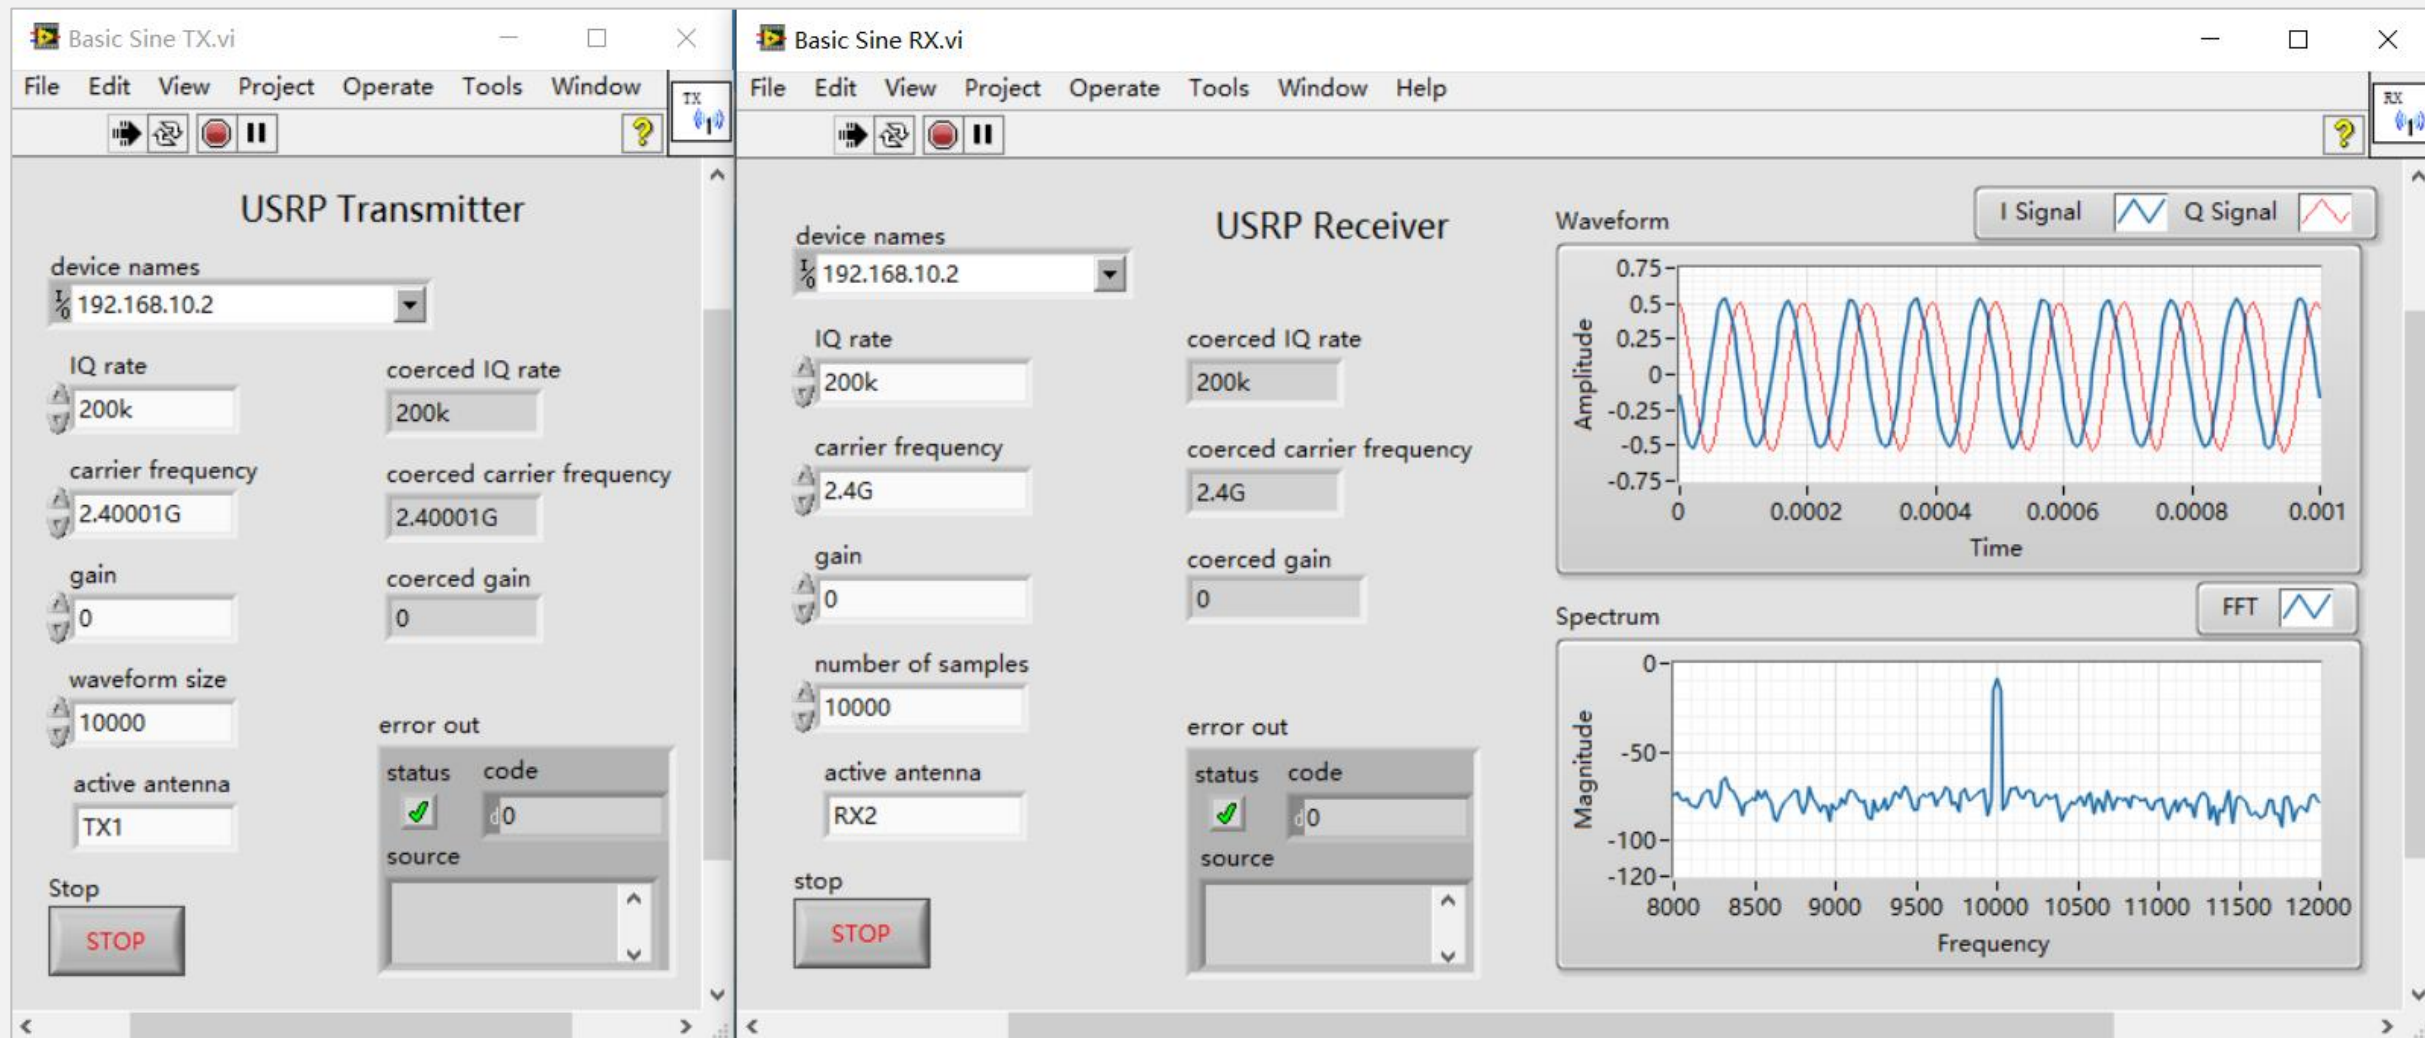 Basic Sine TX.vi
File Edit View Project Operate Tools Window
TX
USRP Transmitter
device names
192.168.10.2
IQ rate
200k
coerced IQ rate
200k
carrier frequency
2.40001G
coerced carrier frequency
2.40001G
gain
0
coerced gain
0
waveform size
10000
active antenna
TX1
error out
status code
d0
source
Stop
STOP
Basic Sine RX.vi
File Edit View Project Operate Tools Window Help
RX
USRP Receiver
device names
192.168.10.2
IQ rate
200k
coerced IQ rate
200k
carrier frequency
2.4G
coerced carrier frequency
2.4G
gain
0
coerced gain
0
number of samples
10000
active antenna
RX2
error out
status code
d0
source
stop
STOP
Waveform
I Signal Q Signal
Amplitude
0.75
0.5
0.25
0
-0.25
-0.5
-0.75
0 0.0002 0.0004 0.0006 0.0008 0.001
Time
Spectrum
FFT
Magnitude
0
-50
-100
-120
8000 8500 9000 9500 10000 10500 11000 11500 12000
Frequency